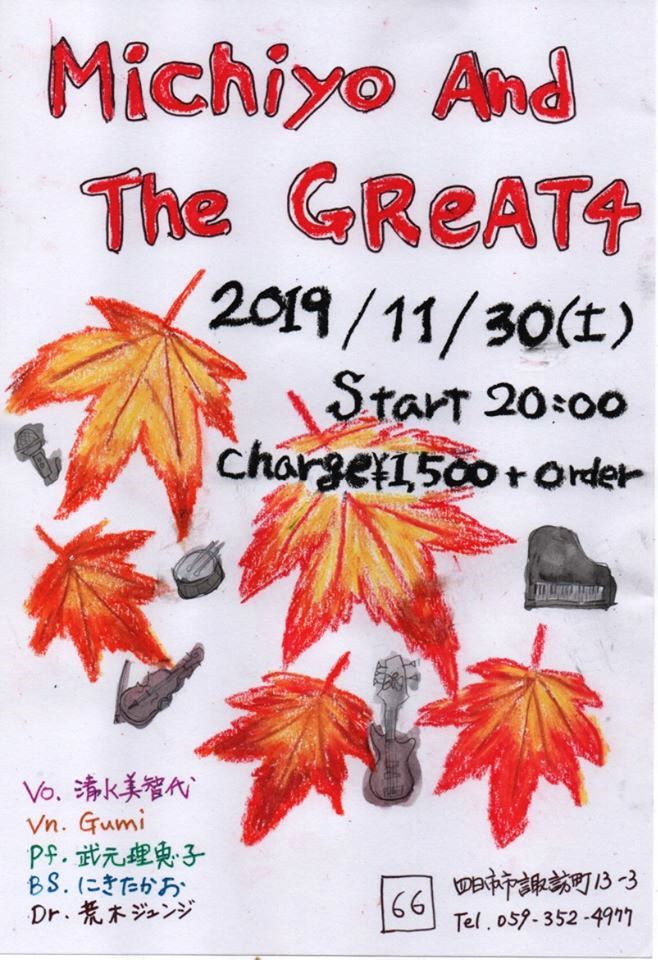 Michiyo And
The GReAT4
2019/11/30(土)
Start 20:00
Charge¥1,500+order
Vo. 清水美智代
Vn. Gumi
Pf. 武元理恵子
BS. にきたかお
Dr. 荒木ジュンジ
66
四日市市諏訪町13-3
Tel. 059-352-4977